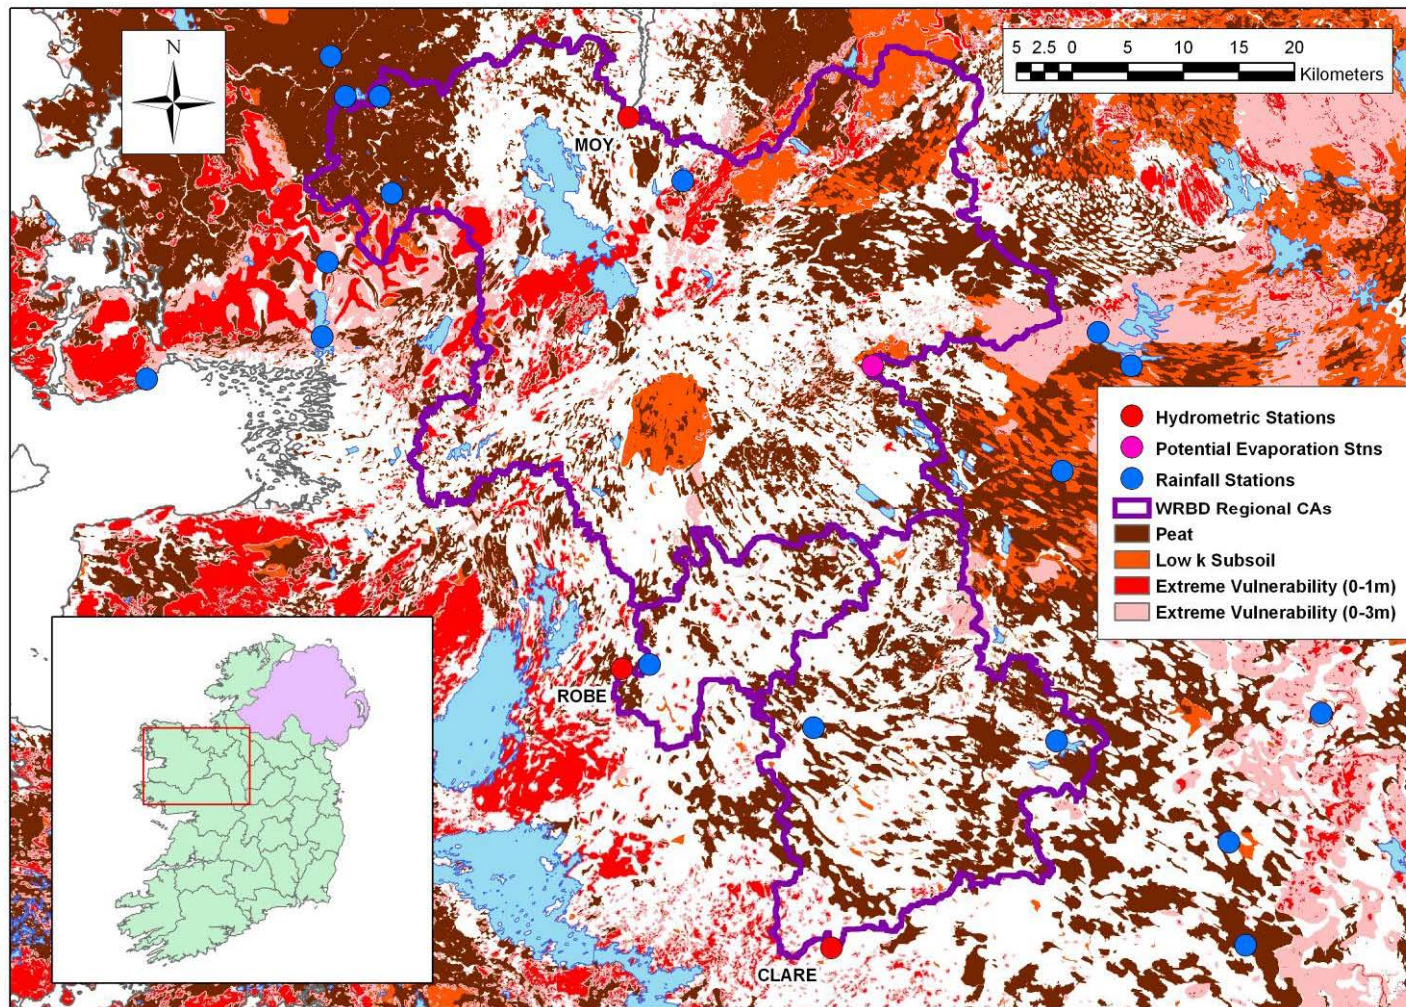 N
5 2.5 0 5 10 15 20
Kilometers
MOY
Hydrometric Stations
Potential Evaporation Stns
Rainfall Stations
WRBD Regional CAs
Peat
Low k Subsoil
Extreme Vulnerability (0-1m)
Extreme Vulnerability (0-3m)
ROBE
CLARE